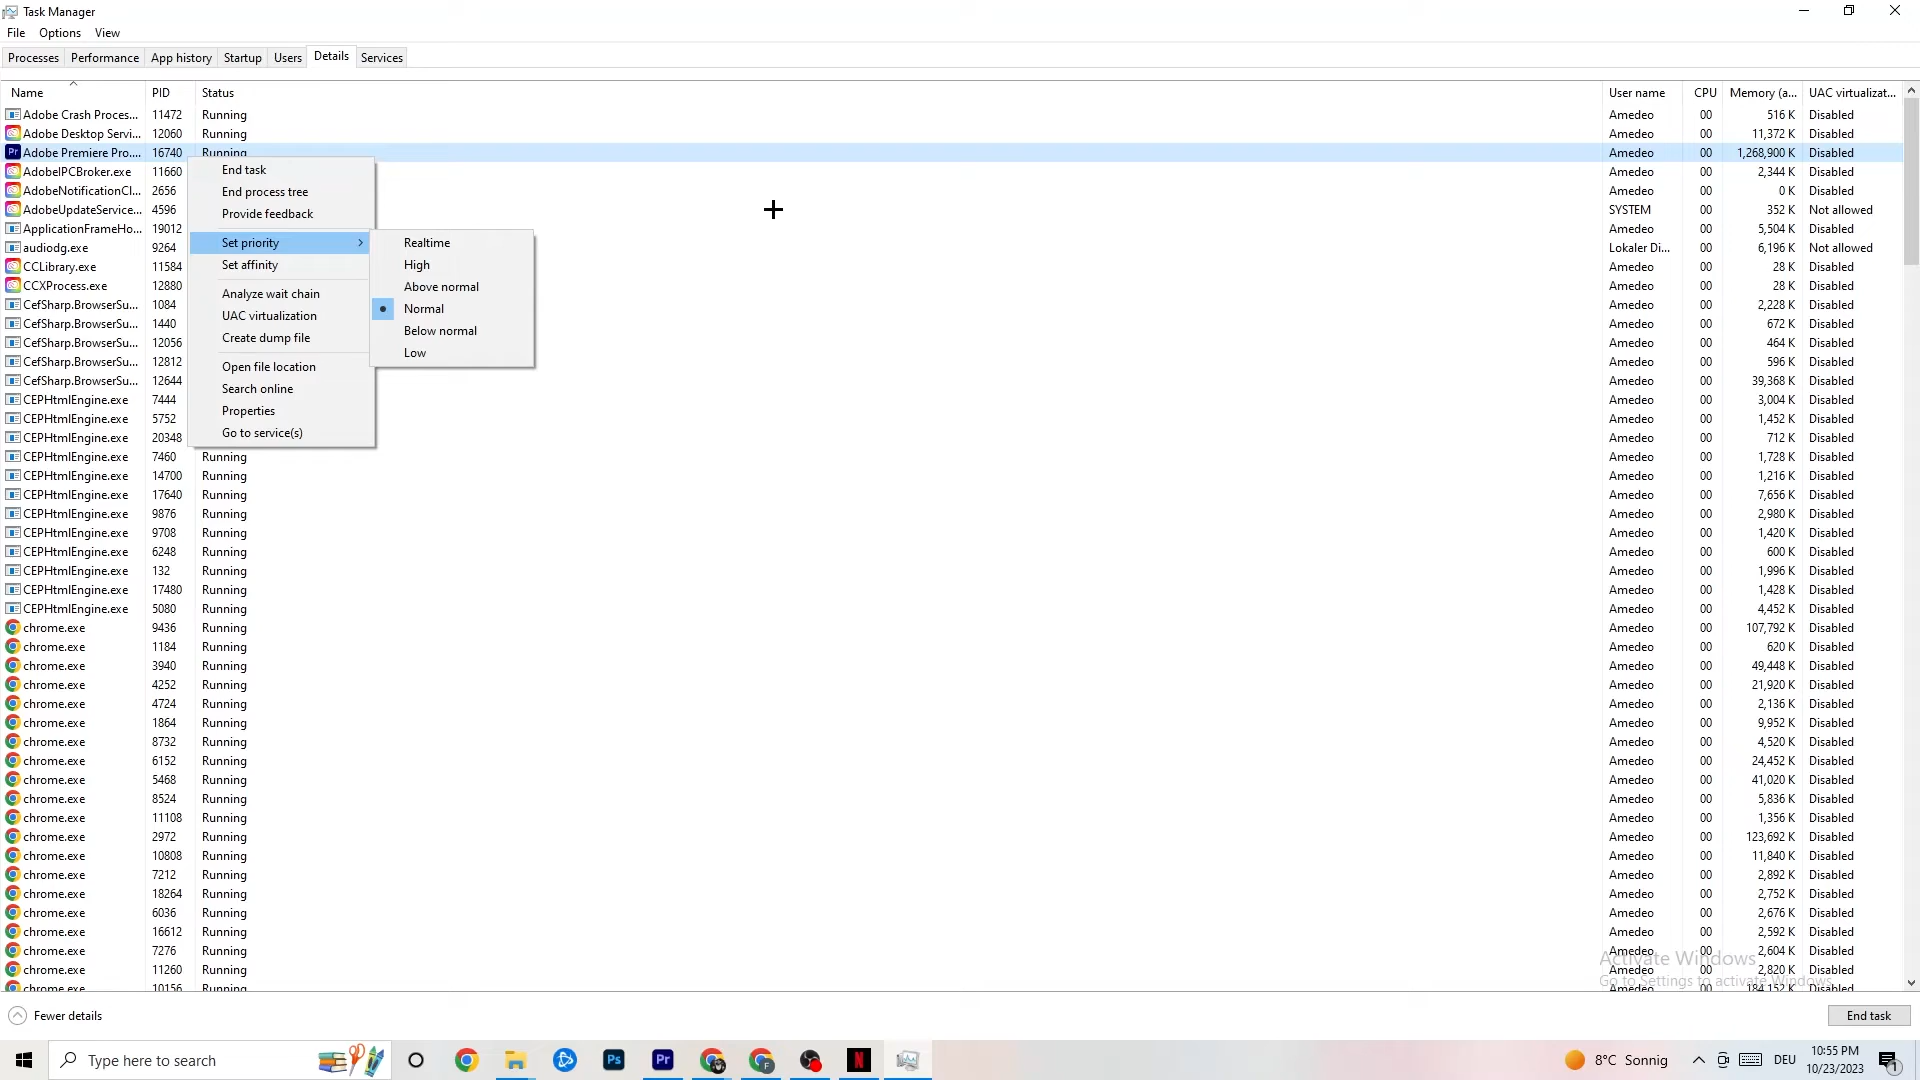 Task Manager
File Options View
Processes Performance App history Startup Users Details Services
Name PID Status User name CPU Memory (a... UAC virtualizat...
Adobe Crash Proces... 11472 Running Amedeo 00 516 K Disabled
Adobe Desktop Servi... 12060 Running Amedeo 00 11,372 K Disabled
Pr Adobe Premiere Pro.... 16740 Running Amedeo 00 1,268,900 K Disabled
AdobeIPCBroker.exe 11660 Amedeo 00 2,344 K Disabled
AdobeNotificationCl... 2656 Amedeo 00 0 K Disabled
AdobeUpdateService... 4596 SYSTEM 00 352 K Not allowed
ApplicationFrameHo... 19012 Amedeo 00 5,504 K Disabled
audiodg.exe 9264 Lokaler Di... 00 6,196 K Not allowed
CCLibrary.exe 11584 Amedeo 00 28 K Disabled
CCXProcess.exe 12880 Amedeo 00 28 K Disabled
CefSharp.BrowserSu... 1084 Amedeo 00 2,228 K Disabled
CefSharp.BrowserSu... 1440 Amedeo 00 672 K Disabled
CefSharp.BrowserSu... 12056 Amedeo 00 464 K Disabled
CefSharp.BrowserSu... 12812 Amedeo 00 596 K Disabled
CefSharp.BrowserSu... 12644 Amedeo 00 39,368 K Disabled
CEPHtmlEngine.exe 7444 Amedeo 00 3,004 K Disabled
CEPHtmlEngine.exe 5752 Amedeo 00 1,452 K Disabled
CEPHtmlEngine.exe 20348 Amedeo 00 712 K Disabled
CEPHtmlEngine.exe 7460 Running Amedeo 00 1,728 K Disabled
CEPHtmlEngine.exe 14700 Running Amedeo 00 1,216 K Disabled
CEPHtmlEngine.exe 17640 Running Amedeo 00 7,656 K Disabled
CEPHtmlEngine.exe 9876 Running Amedeo 00 2,980 K Disabled
CEPHtmlEngine.exe 9708 Running Amedeo 00 1,420 K Disabled
CEPHtmlEngine.exe 6248 Running Amedeo 00 600 K Disabled
CEPHtmlEngine.exe 132 Running Amedeo 00 1,996 K Disabled
CEPHtmlEngine.exe 17480 Running Amedeo 00 1,428 K Disabled
CEPHtmlEngine.exe 5080 Running Amedeo 00 4,452 K Disabled
chrome.exe 9436 Running Amedeo 00 107,792 K Disabled
chrome.exe 1184 Running Amedeo 00 620 K Disabled
chrome.exe 3940 Running Amedeo 00 49,448 K Disabled
chrome.exe 4252 Running Amedeo 00 21,920 K Disabled
chrome.exe 4724 Running Amedeo 00 2,136 K Disabled
chrome.exe 1864 Running Amedeo 00 9,952 K Disabled
chrome.exe 8732 Running Amedeo 00 4,520 K Disabled
chrome.exe 6152 Running Amedeo 00 24,452 K Disabled
chrome.exe 5468 Running Amedeo 00 41,020 K Disabled
chrome.exe 8524 Running Amedeo 00 5,836 K Disabled
chrome.exe 11108 Running Amedeo 00 1,356 K Disabled
chrome.exe 2972 Running Amedeo 00 123,692 K Disabled
chrome.exe 10808 Running Amedeo 00 11,840 K Disabled
chrome.exe 7212 Running Amedeo 00 2,892 K Disabled
chrome.exe 18264 Running Amedeo 00 2,752 K Disabled
chrome.exe 6036 Running Amedeo 00 2,676 K Disabled
chrome.exe 16612 Running Amedeo 00 2,592 K Disabled
chrome.exe 7276 Running Amedeo 00 2,604 K Disabled
chrome.exe 11260 Running Amedeo 00 2,820 K Disabled
chrome.exe 10156 Running Amedeo 00 184,152 K Disabled
End task
End process tree
Provide feedback
Set priority
Set affinity
Analyze wait chain
UAC virtualization
Create dump file
Open file location
Search online
Properties
Go to service(s)
Realtime
High
Above normal
Normal
Below normal
Low
Activate Windows
Go to Settings to activate Windows.
Fewer details End task
Type here to search Ps Pr F N 8°C Sonnig DEU 10:55 PM
10/23/2023 1